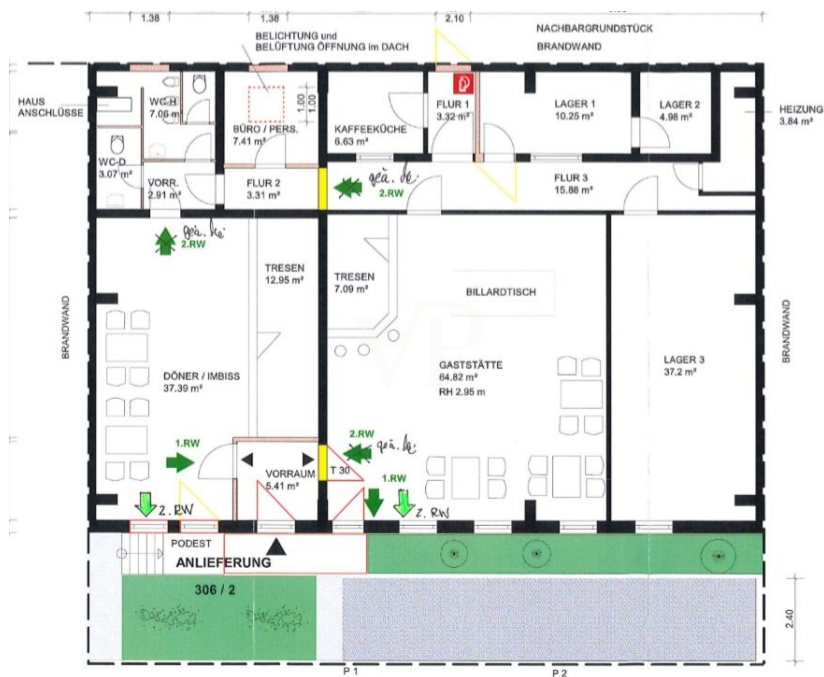 1.38
1.38
2.10
NACHBARGRUNDSTÜCK
BRANDWAND
BELICHTUNG und
BELÜFTUNG ÖFFNUNG im DACH
HAUS
ANSCHLÜSSE
WC-H
7.06 m²
1.00
1.00
BÜRO / PERS.
7.41 m²
KAFFEEKÜCHE
6.63 m²
FLUR 1
3.32 m²
LAGER 1
10.25 m²
LAGER 2
4.98 m²
HEIZUNG
3.84 m²
WC-D
3.07 m²
VORR.
2.91 m²
FLUR 2
3.31 m²
2.RW
FLUR 3
15.88 m²
2.RW
TRESEN
12.95 m²
TRESEN
7.09 m²
BILLARDTISCH
VP
BRANDWAND
BRANDWAND
DÖNER / IMBISS
37.39 m²
GASTSTÄTTE
64.82 m²
RH 2.95 m
LAGER 3
37.2 m²
1.RW
2.RW
VORRAUM
5.41 m²
T 30
1.RW
2. RW
2. RW
PODEST
ANLIEFERUNG
306 / 2
2.40
P 1
P 2